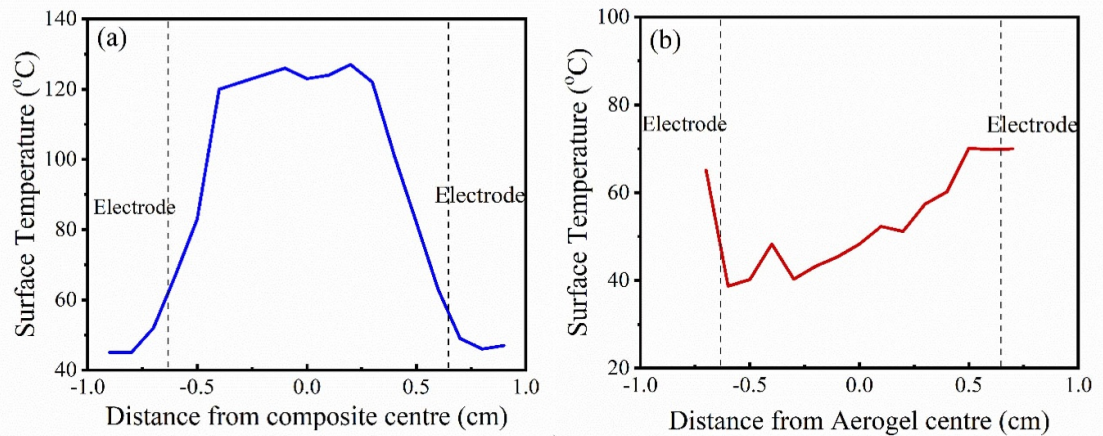 (a)
Surface Temperature (°C)
140
120
100
80
60
40
Electrode
Electrode
-1.0 -0.5 0.0 0.5 1.0
Distance from composite centre (cm)
(b)
Surface Temperature (°C)
100
80
60
40
20
Electrode
Electrode
-1.0 -0.5 0.0 0.5 1.0
Distance from Aerogel centre (cm)